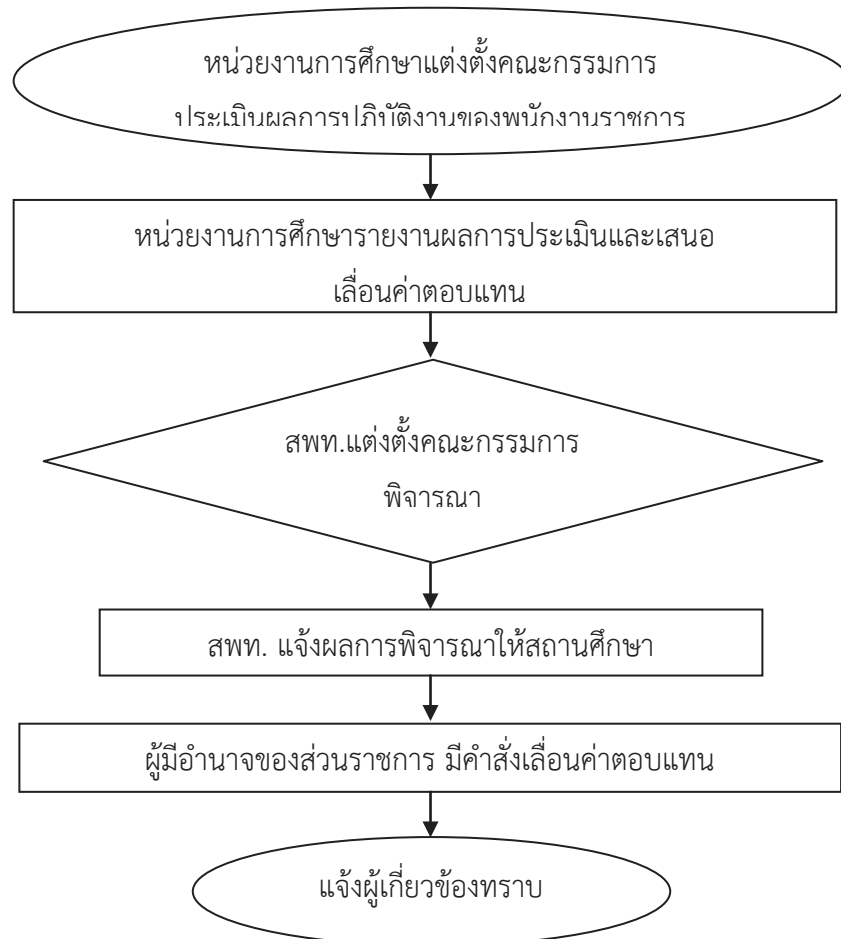 หน่วยงานการศึกษาแต่งตั้งคณะกรรมการ
ประเมินผลการปฏิบัติงานของพนักงานราชการ
หน่วยงานการศึกษารายงานผลการประเมินและเสนอ
เลื่อนค่าตอบแทน
สพท.แต่งตั้งคณะกรรมการ
พิจารณา
สพท. แจ้งผลการพิจารณาให้สถานศึกษา
ผู้มีอำนาจของส่วนราชการ มีคำสั่งเลื่อนค่าตอบแทน
แจ้งผู้เกี่ยวข้องทราบ